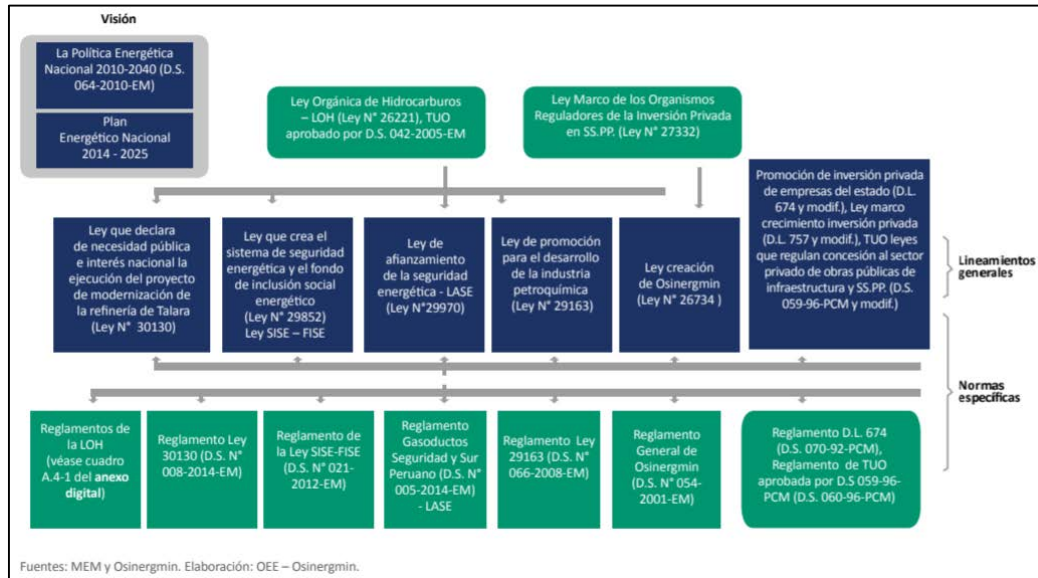 Visión
La Política Energética
Nacional 2010-2040 (D.S.
064-2010-EM)
Plan
Energético Nacional
2014 - 2025
Ley Orgánica de Hidrocarburos
– LOH (Ley N° 26221), TUO
aprobado por D.S. 042-2005-EM
Ley Marco de los Organismos
Reguladores de la Inversión Privada
en SS.PP. (Ley N° 27332)
Ley que declara
de necesidad pública
e interés nacional la
ejecución del proyecto
de modernización de
la refinería de Talara
(Ley N° 30130)
Ley que crea el
sistema de seguridad
energética y el fondo
de inclusión social
energético
(Ley N° 29852)
Ley SISE – FISE
Ley de
afianzamiento
de la seguridad
energética - LASE
(Ley N°29970)
Ley de promoción
para el desarrollo
de la industria
petroquímica
(Ley N° 29163)
Ley creación
de Osinergmin
(Ley N° 26734 )
Promoción de inversión privada
de empresas del estado (D.L.
674 y modif.), Ley marco
crecimiento inversión privada
(D.L. 757 y modif.), TUO leyes
que regulan concesión al sector
privado de obras públicas de
infraestructura y SS.PP. (D.S.
059-96-PCM y modif.)
Lineamientos
generales
Normas
específicas
Reglamentos de
la LOH
(véase cuadro
A.4-1 del anexo
digital)
Reglamento Ley
30130 (D.S. N°
008-2014-EM)
Reglamento de
la Ley SISE-FISE
(D.S. N° 021-
2012-EM)
Reglamento
Gasoductos
Seguridad y Sur
Peruano (D.S. N°
005-2014-EM)
- LASE
Reglamento Ley
29163 (D.S. N°
066-2008-EM)
Reglamento
General de
Osinergmin
(D.S. N° 054-
2001-EM)
Reglamento D.L. 674
(D.S. 070-92-PCM),
Reglamento de TUO
aprobada por D.S 059-96-
PCM (D.S. 060-96-PCM)
Fuentes: MEM y Osinergmin. Elaboración: OEE – Osinergmin.